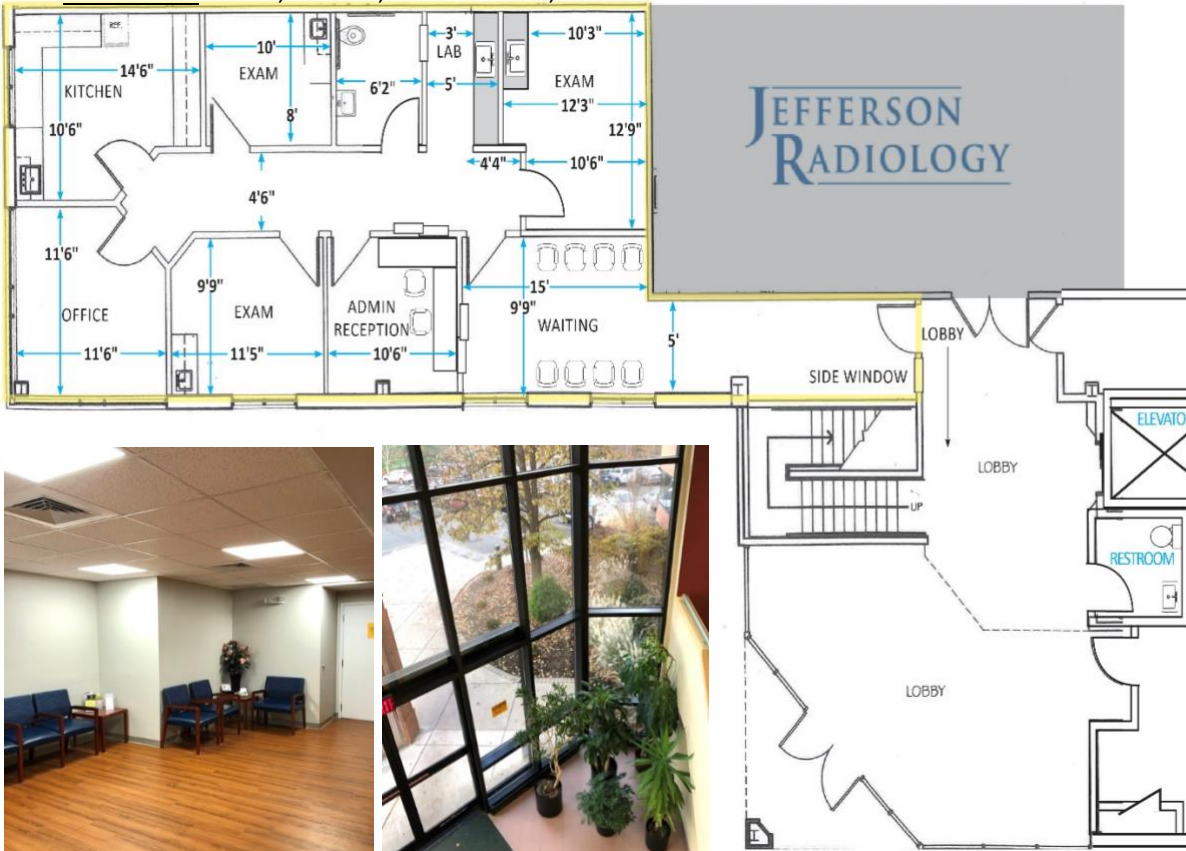 REF.
3'
10'3"
10'
LAB
14'6"
EXAM
EXAM
KITCHEN
6'2"
5'
12'3"
8'
10'6"
12'9"
4'4"
10'6"
4'6"
JEFFERSON
RADIOLOGY
11'6"
9'9"
15'
9'9"
OFFICE
EXAM
ADMIN
RECEPTION
WAITING
5'
LOBBY
11'6"
11'5"
10'6"
SIDE WINDOW
ELEVATO
LOBBY
UP
RESTROOM
LOBBY